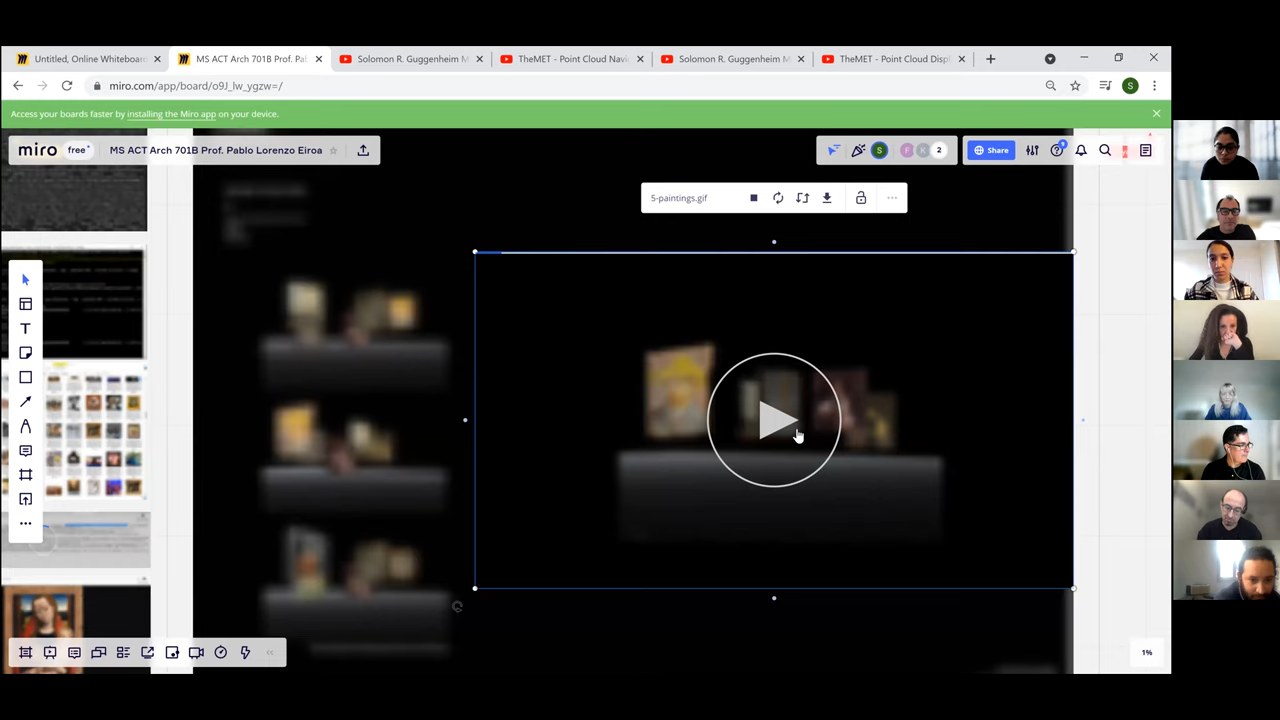 Untitled, Online Whiteboard
MS ACT Arch 701B Prof. Pa
Solomon R. Guggenheim M
TheMET - Point Cloud Navi
Solomon R. Guggenheim M
TheMET - Point Cloud Displ
miro.com/app/board/o9J_lw_ygzw=/
S
Access your boards faster by installing the Miro app on your device.
miro
free
MS ACT Arch 701B Prof. Pablo Lorenzo Eiroa
S
2
Share
5-paintings.gif
T
1%